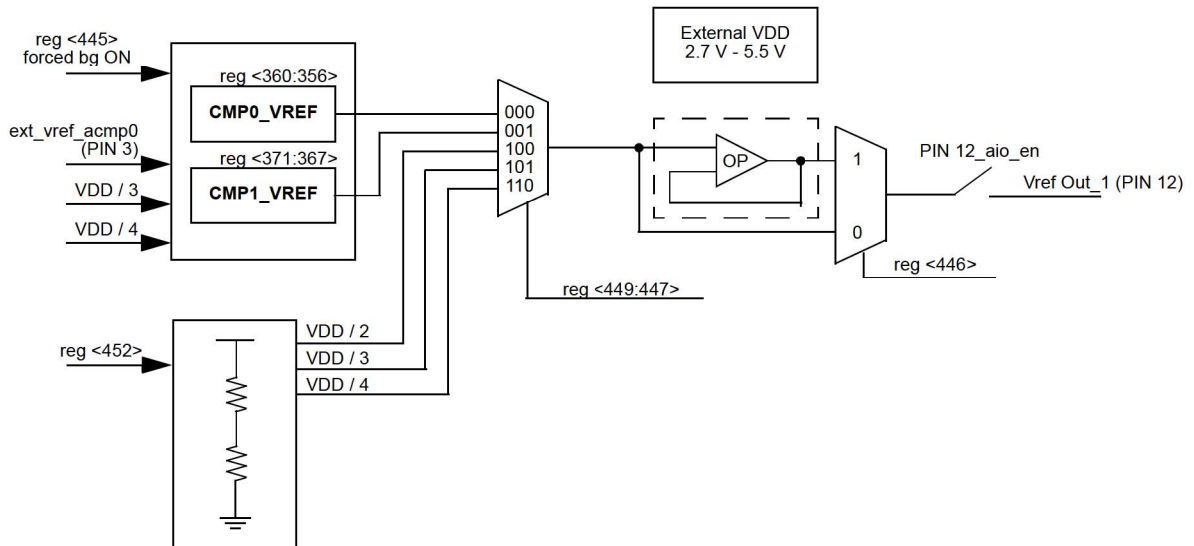 External VDD
2.7 V - 5.5 V
reg <445>
forced bg ON
reg <360:356>
CMP0_VREF
ext_vref_acmp0
(PIN 3)
reg <371:367>
CMP1_VREF
VDD / 3
VDD / 4
000
001
100
101
110
OP
1
0
PIN 12_aio_en
Vref Out_1 (PIN 12)
reg <446>
reg <449:447>
reg <452>
VDD / 2
VDD / 3
VDD / 4